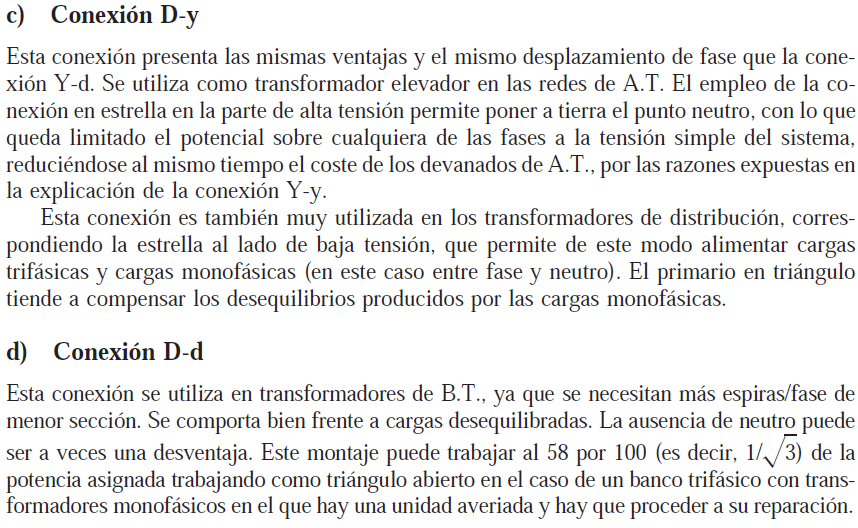 c) Conexión D-y
Esta conexión presenta las mismas ventajas y el mismo desplazamiento de fase que la cone-
xión Y-d. Se utiliza como transformador elevador en las redes de A.T. El empleo de la co-
nexión en estrella en la parte de alta tensión permite poner a tierra el punto neutro, con lo que
queda limitado el potencial sobre cualquiera de las fases a la tensión simple del sistema,
reduciéndose al mismo tiempo el coste de los devanados de A.T., por las razones expuestas en
la explicación de la conexión Y-y.
Esta conexión es también muy utilizada en los transformadores de distribución, corres-
pondiendo la estrella al lado de baja tensión, que permite de este modo alimentar cargas
trifásicas y cargas monofásicas (en este caso entre fase y neutro). El primario en triángulo
tiende a compensar los desequilibrios producidos por las cargas monofásicas.
d) Conexión D-d
Esta conexión se utiliza en transformadores de B.T., ya que se necesitan más espiras/fase de
menor sección. Se comporta bien frente a cargas desequilibradas. La ausencia de neutro puede
ser a veces una desventaja. Este montaje puede trabajar al 58 por 100 (es decir, 1/√3) de la
potencia asignada trabajando como triángulo abierto en el caso de un banco trifásico con trans-
formadores monofásicos en el que hay una unidad averiada y hay que proceder a su reparación.